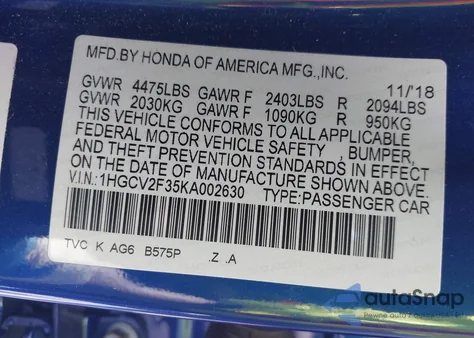 MFD.BY HONDA OF AMERICA MFG.,INC.
11/18
GVWR 4475LBS GAWR F 2403LBS R 2094LBS
GVWR 2030KG GAWR F 1090KG R 950KG
THIS VEHICLE CONFORMS TO ALL APPLICABLE
FEDERAL MOTOR VEHICLE SAFETY , BUMPER,
AND THEFT PREVENTION STANDARDS IN EFFECT
ON THE DATE OF MANUFACTURE SHOWN ABOVE.
V.I.N:1HGCV2F35KA002630 TYPE:PASSENGER CAR
TVC K AG6 B575P .Z .A
autoSnap
Pewne auto z